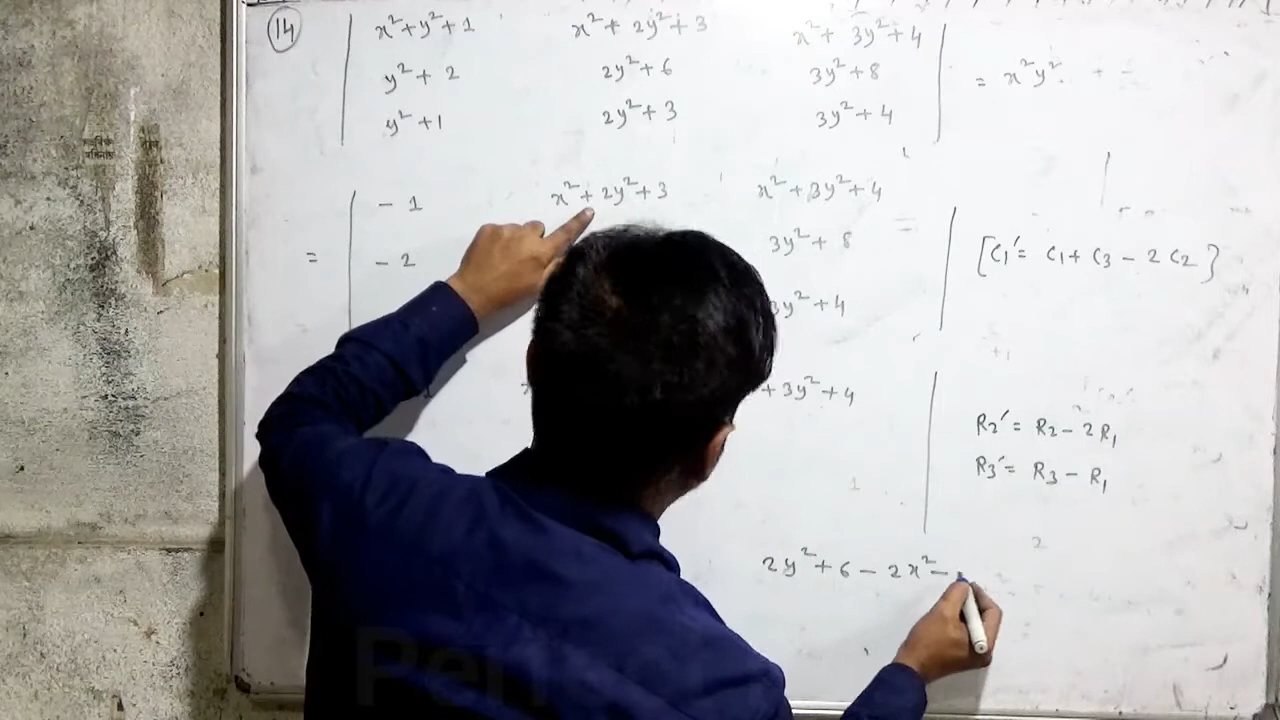 14
x²+y²+1 x²+2y²+3 x²+3y²+4
y²+2 2y²+6 3y²+8 = x²y²
y²+1 2y²+3 3y²+4
-1 x²+2y²+3 x²+3y²+4
= -2 3y²+8 [C₁'= C₁+C₃-2C₂]
3y²+4
+3y²+4
R₂'= R₂-2R₁
R₃'= R₃-R₁
2y²+6-2x²-